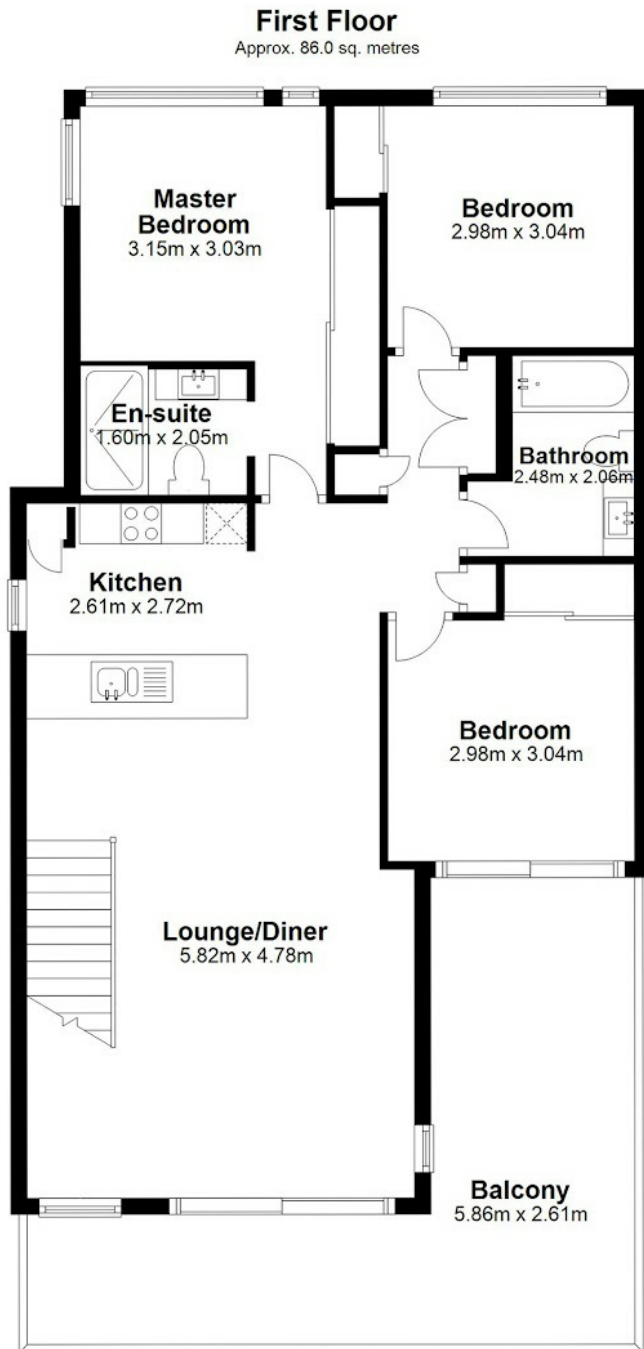 First Floor
Approx. 86.0 sq. metres
Master
Bedroom
3.15m x 3.03m
Bedroom
2.98m x 3.04m
En-suite
1.60m x 2.05m
Bathroom
2.48m x 2.06m
Kitchen
2.61m x 2.72m
Bedroom
2.98m x 3.04m
Lounge/Diner
5.82m x 4.78m
Balcony
5.86m x 2.61m